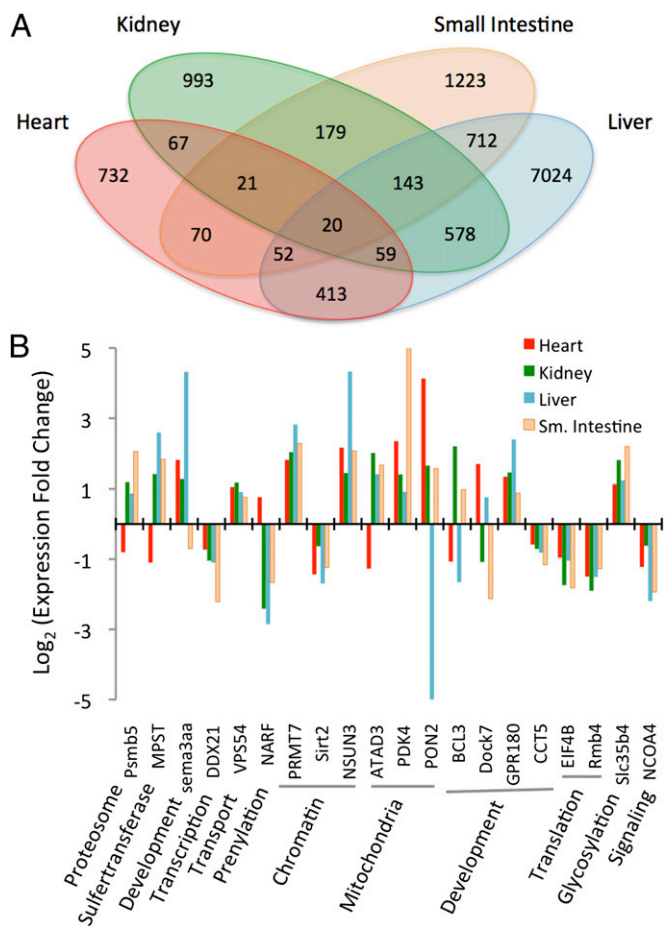 A
Kidney
Small Intestine
Heart
Liver
993
1223
179
67
712
732
21
143
7024
20
70
578
52
59
413
B
Log2 (Expression Fold Change)
5
3
1
-1
-3
-5
Heart
Kidney
Liver
Sm. Intestine
Psmb5
MPST
sema3aa
DDX21
VPS54
NARF
PRMT7
Sirt2
NSUN3
ATAD3
PDK4
PON2
BCL3
Dock7
GPR180
CCT5
EIF4B
Rmb4
Slc35b4
NCOA4
Proteosome
Sulfertransferase
Development
Transcription
Transport
Prenylation
Chromatin
Mitochondria
Development
Translation
Glycosylation
Signaling